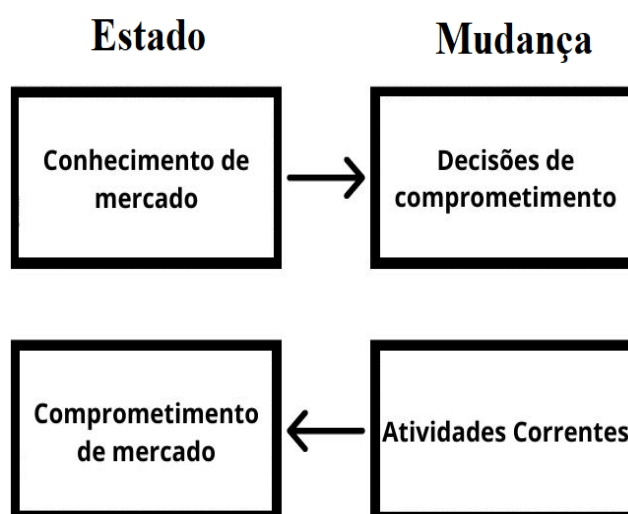 Estado
Mudança
Conhecimento de
mercado
Decisões de
comprometimento
Comprometimento
de mercado
Atividades Correntes